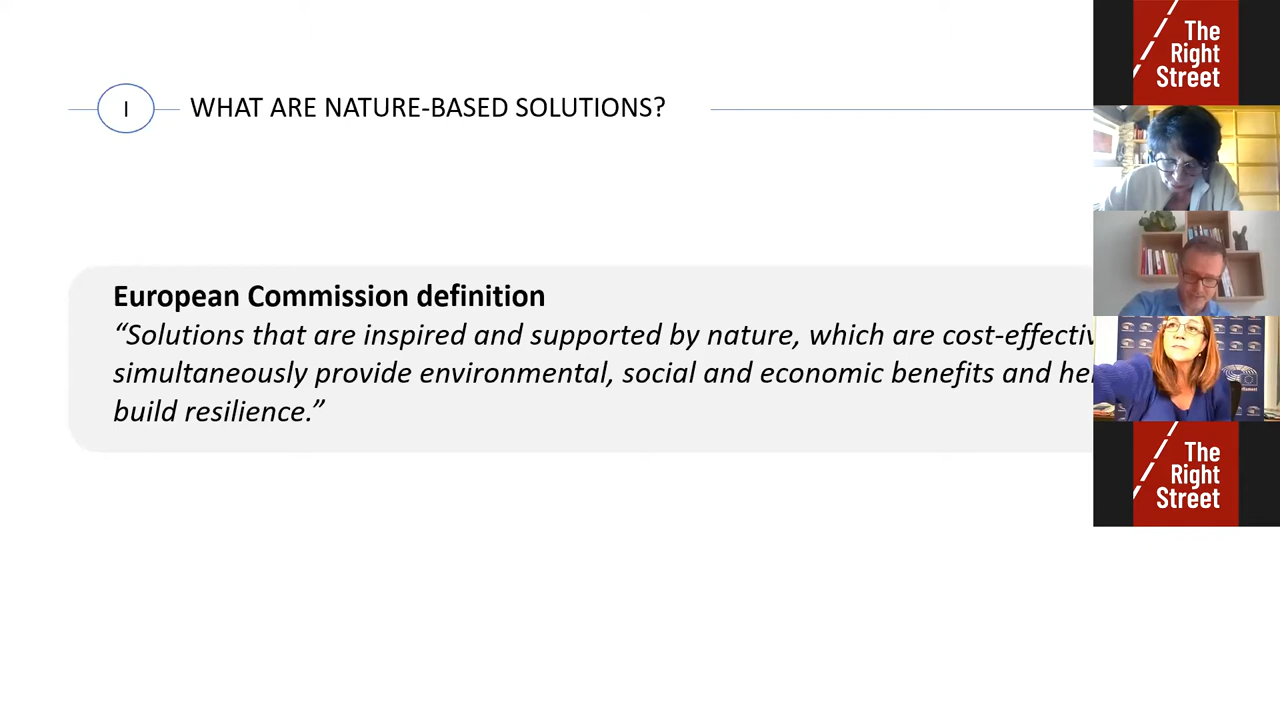 I
WHAT ARE NATURE-BASED SOLUTIONS?
European Commission definition
“Solutions that are inspired and supported by nature, which are cost-effectiv
simultaneously provide environmental, social and economic benefits and he
build resilience.”
The
Right
Street
The
Right
Street